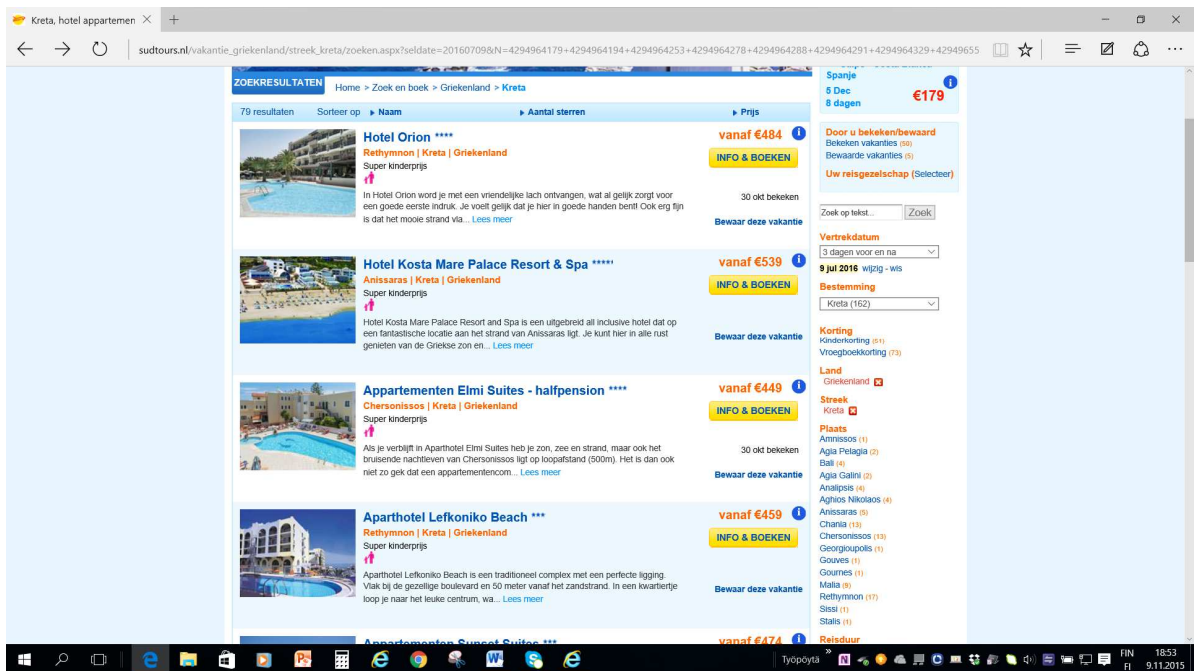 Kreta, hotel appartemen
sudtours.nl/vakantie_griekenland/streek_kreta/zoeken.aspx?seldate=20160709&N=4294964179+4294964194+4294964253+4294964278+4294964288+4294964291+4294964329+42949655
ZOEKRESULTATEN
Home > Zoek en boek > Griekenland > Kreta
79 resultaten Sorteer op Naam Aantal sterren Prijs
Hotel Orion ****
Rethymnon | Kreta | Griekenland
Super kinderprijs
In Hotel Orion word je met een vriendelijke lach ontvangen, wat al gelijk zorgt voor
een goede eerste indruk. Je voelt gelijk dat je hier in goede handen bent! Ook erg fijn
is dat het mooie strand vla... Lees meer
vanaf €484
INFO & BOEKEN
30 okt bekeken
Bewaar deze vakantie
Hotel Kosta Mare Palace Resort & Spa ****'
Anissaras | Kreta | Griekenland
Super kinderprijs
Hotel Kosta Mare Palace Resort and Spa is een uitgebreid all inclusive hotel dat op
een fantastische locatie aan het strand van Anissaras ligt. Je kunt hier in alle rust
genieten van de Griekse zon en... Lees meer
vanaf €539
INFO & BOEKEN
Bewaar deze vakantie
Appartementen Elmi Suites - halfpension ****
Chersonissos | Kreta | Griekenland
Super kinderprijs
Als je verblijft in Aparthotel Elmi Suites heb je zon, zee en strand, maar ook het
bruisende nachtleven van Chersonissos ligt op loopafstand (500m). Het is dan ook
niet zo gek dat een appartementencom... Lees meer
vanaf €449
INFO & BOEKEN
30 okt bekeken
Bewaar deze vakantie
Aparthotel Lefkoniko Beach ***
Rethymnon | Kreta | Griekenland
Super kinderprijs
Aparthotel Lefkoniko Beach is een traditioneel complex met een perfecte ligging.
Vlak bij de gezellige boulevard en 50 meter vanaf het zandstrand. In een kwartiertje
loop je naar het leuke centrum, wa... Lees meer
vanaf €459
INFO & BOEKEN
Bewaar deze vakantie
Appartementen Sunset Suites ***
vanaf €474
Spanje
5 Dec
8 dagen
€179
Door u bekeken/bewaard
Bekeken vakanties (50)
Bewaarde vakanties (5)
Uw reisgezelschap (Selecteer)
Zoek op tekst... Zoek
Vertrekdatum
3 dagen voor en na
9 jul 2016 wijzig - wis
Bestemming
Kreta (162)
Korting
Kinderkorting (51)
Vroegboekkorting (73)
Land
Griekenland
Streek
Kreta
Plaats
Amnissos (1)
Agia Pelagia (2)
Bali (4)
Agia Galini (2)
Analipsis (4)
Aghios Nikolaos (4)
Anissaras (5)
Chania (13)
Chersonissos (13)
Georgioupolis (1)
Gouves (1)
Gournes (1)
Malia (9)
Rethymnon (17)
Sissi (1)
Stalis (1)
Reisduur
Työpöytä
FIN
FI
18:53
9.11.2015